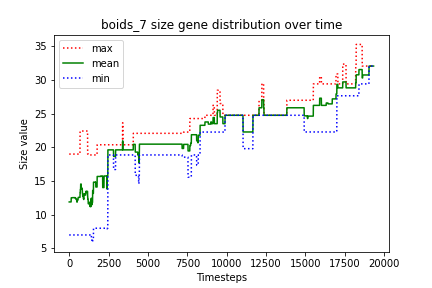 boids_7 size gene distribution over time
max
mean
min
35
30
25
20
15
10
5
Size value
0 2500 5000 7500 10000 12500 15000 17500 20000
Timesteps